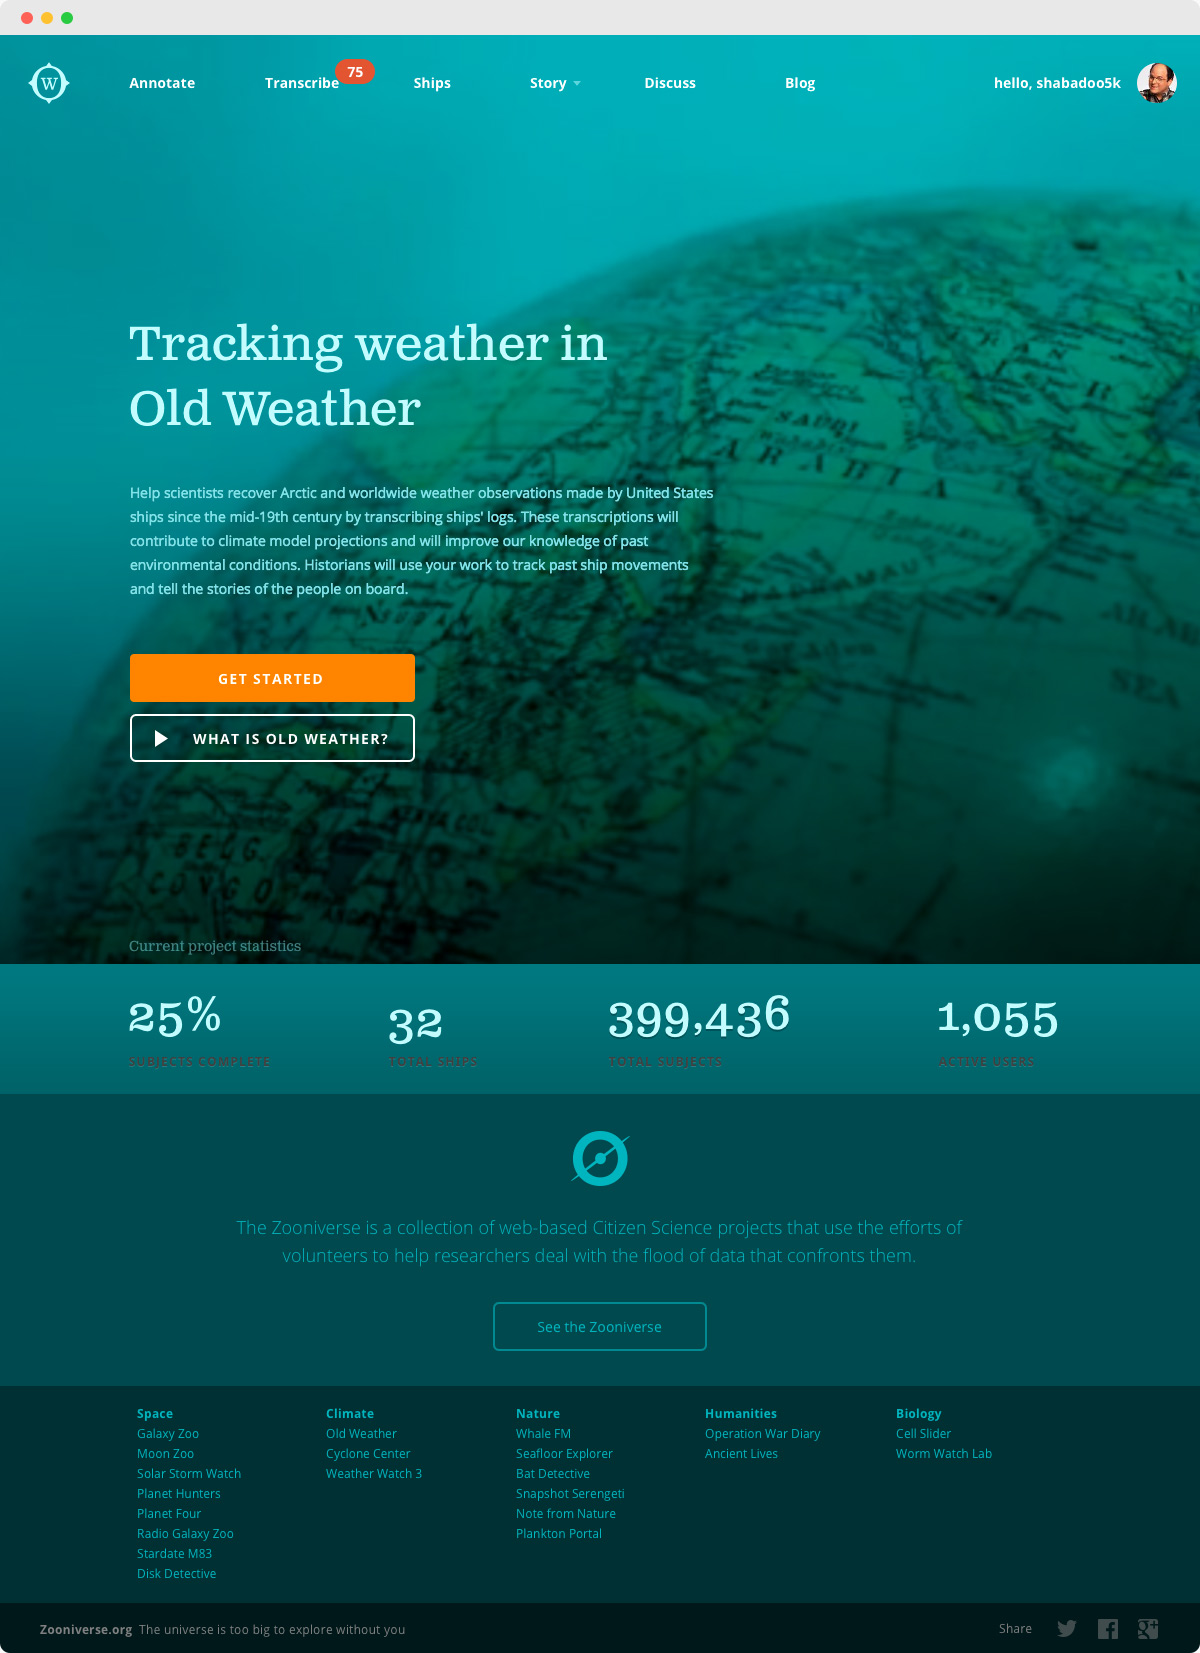 W
Annotate
Transcribe
75
Ships
Story
Discuss
Blog
hello, shabadoo5k
Tracking weather in
Old Weather
Help scientists recover Arctic and worldwide weather observations made by United States
ships since the mid-19th century by transcribing ships' logs. These transcriptions will
contribute to climate model projections and will improve our knowledge of past
environmental conditions. Historians will use your work to track past ship movements
and tell the stories of the people on board.
GET STARTED
WHAT IS OLD WEATHER?
ARABIA
SEA
BELG
CONGO
Current project statistics
25%
SUBJECTS COMPLETE
32
TOTAL SHIPS
399,436
TOTAL SUBJECTS
1,055
ACTIVE USERS
The Zooniverse is a collection of web-based Citizen Science projects that use the efforts of
volunteers to help researchers deal with the flood of data that confronts them.
See the Zooniverse
Space
Galaxy Zoo
Moon Zoo
Solar Storm Watch
Planet Hunters
Planet Four
Radio Galaxy Zoo
Stardate M83
Disk Detective
Climate
Old Weather
Cyclone Center
Weather Watch 3
Nature
Whale FM
Seafloor Explorer
Bat Detective
Snapshot Serengeti
Note from Nature
Plankton Portal
Humanities
Operation War Diary
Ancient Lives
Biology
Cell Slider
Worm Watch Lab
Zooniverse.org The universe is too big to explore without you
Share